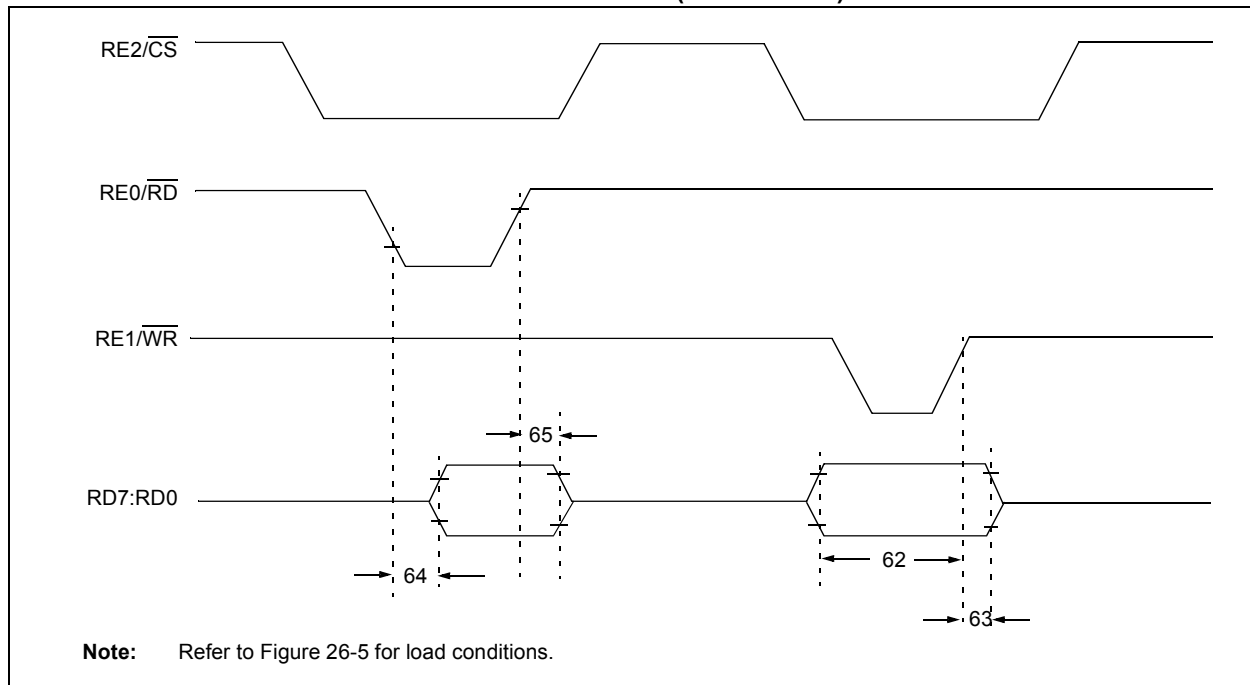 RE2/CS
RE0/RD
RE1/WR
65
RD7:RD0
64
62
63
Note: Refer to Figure 26-5 for load conditions.